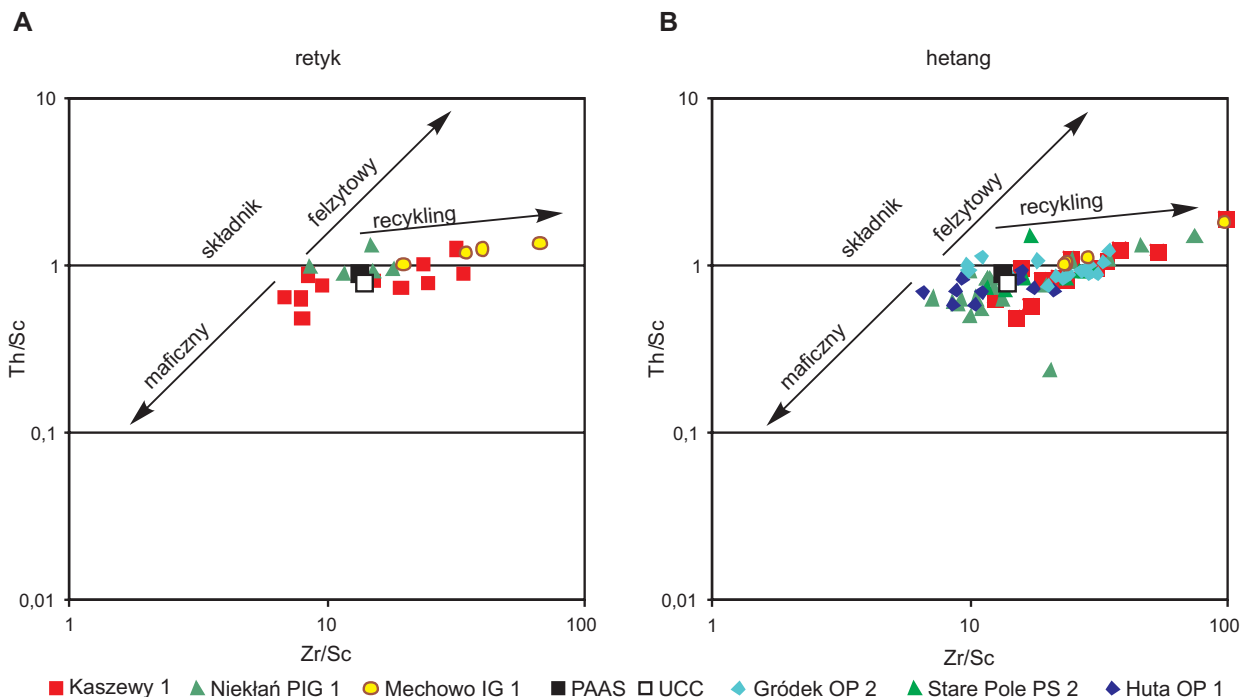 A
retyk
10
felzytowy
składnik
recykling
1
maficzny
Th/Sc
0,1
0,01
1
10
100
Zr/Sc
B
hetang
10
felzytowy
składnik
recykling
1
maficzny
Th/Sc
0,1
0,01
1
10
100
Zr/Sc
Kaszewy 1 Niekłań PIG 1 Mechowo IG 1 PAAS UCC Gródek OP 2 Stare Pole PS 2 Huta OP 1